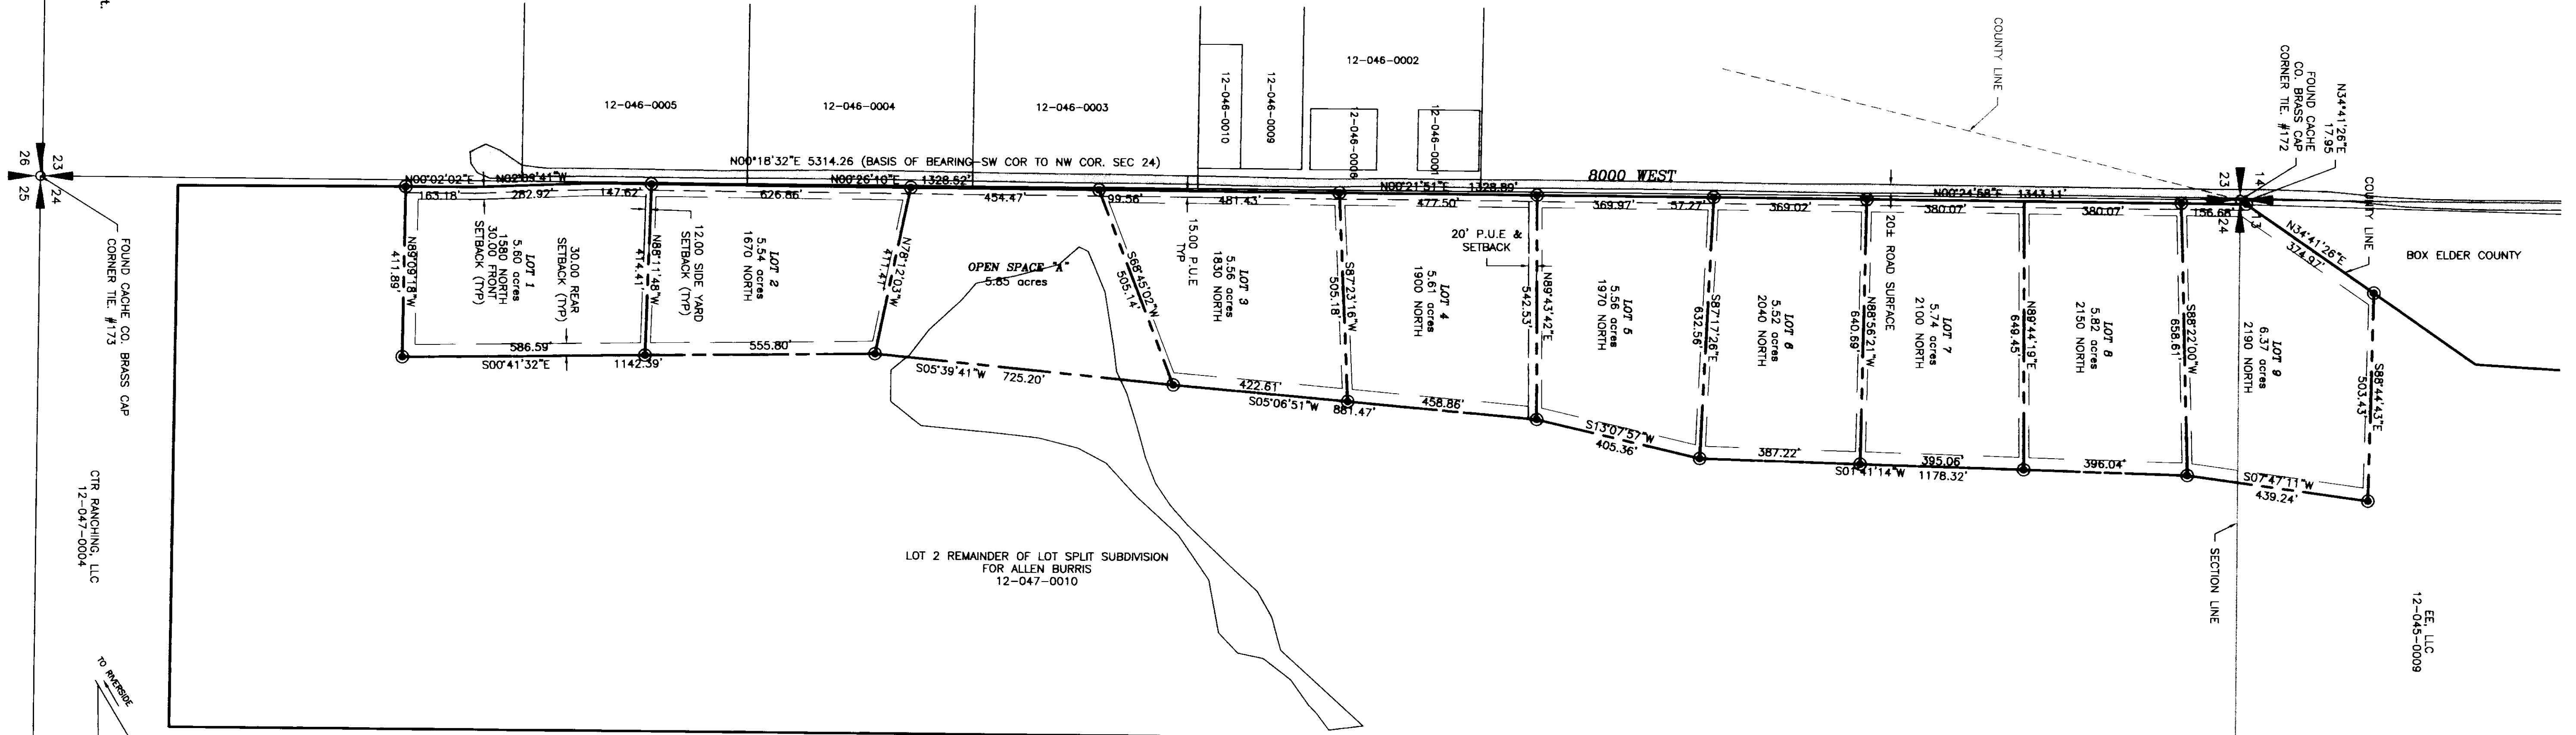 t.
26
23
25
24
FOUND CACHE CO. BRASS CAP
CORNER TIE. #173
CTR RANCHING, LLC
12-047-0004
TO RIVERSIDE
12-046-0005
12-046-0004
12-046-0003
12-046-0010
12-046-0009
12-046-0002
12-046-0006
12-046-0001
COUNTY LINE
N34°41'26"E
17.95
FOUND CACHE
CO. BRASS CAP
CORNER TIE. #172
14
23
13
24
COUNTY LINE
BOX ELDER COUNTY
N00°18'32"E 5314.26 (BASIS OF BEARING-SW COR TO NW COR. SEC 24)
8000 WEST
N00°02'02"E
N02°09'41"W
N00°26'10"E 1328.62'
N00°21'51"E 1328.89'
N00°24'58"E 1343.11'
163.18'
282.92'
147.62'
626.86'
454.47'
99.56'
481.43'
477.50'
369.97'
57.27'
369.02'
380.07'
380.07'
156.68'
N34°41'26"E
374.97'
N89°09'18"W
411.89'
30.00 FRONT
SETBACK (TYP)
LOT 1
5.60 acres
1580 NORTH
30.00 REAR
SETBACK (TYP)
586.59'
S00°41'32"E 1142.39'
N88°11'48"W
414.41'
12.00 SIDE YARD
SETBACK (TYP)
LOT 2
5.54 acres
1670 NORTH
555.80'
N78°12'03"W
411.41'
OPEN SPACE "A"
5.85 acres
S05°39'41"W 725.20'
S68°45'02"W
505.14'
15.00 P.U.E
TYP
LOT 3
5.56 acres
1830 NORTH
422.61'
S05°06'51"W 881.47'
S87°23'16"W
505.18'
LOT 4
5.61 acres
1900 NORTH
458.86'
20' P.U.E &
SETBACK
N89°43'42"E
542.53'
LOT 5
5.56 acres
1970 NORTH
S13°07'57"W
405.36'
S87°17'26"E
632.56'
LOT 6
5.52 acres
2040 NORTH
387.22'
N88°56'21"W
640.69'
20'± ROAD SURFACE
LOT 7
5.74 acres
2100 NORTH
395.06'
S01°41'14"W 1178.32'
N89°44'19"E
649.45'
LOT 8
5.82 acres
2150 NORTH
396.04'
S88°22'00"W
658.61'
LOT 9
6.37 acres
2190 NORTH
S07°47'11"W
439.24'
S88°44'43"E
503.43'
SECTION LINE
EE, LLC
12-045-0009
LOT 2 REMAINDER OF LOT SPLIT SUBDIVISION
FOR ALLEN BURRIS
12-047-0010